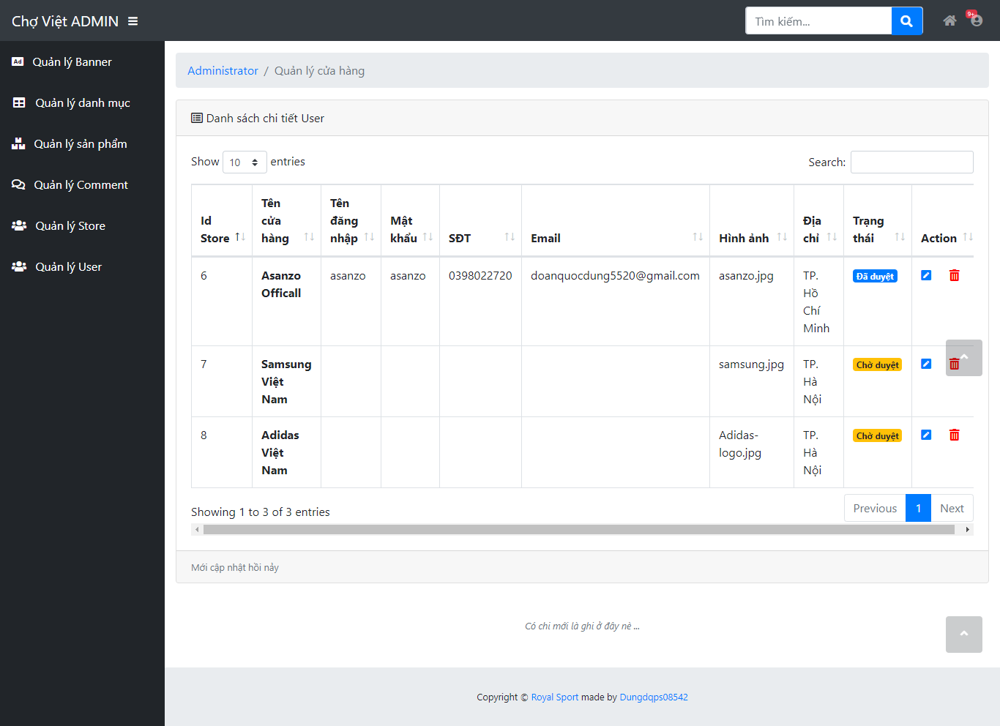 Chợ Việt ADMIN
Tìm kiếm...
9+
Ad Quản lý Banner
Quản lý danh mục
Quản lý sản phẩm
Quản lý Comment
Quản lý Store
Quản lý User
Administrator / Quản lý cửa hàng
Danh sách chi tiết User
Show 10 entries
Search:
Id Store
Tên cửa hàng
Tên đăng nhập
Mật khẩu
SĐT
Email
Hình ảnh
Địa chỉ
Trạng thái
Action
6
Asanzo Officall
asanzo
asanzo
0398022720
doanquocdung5520@gmail.com
asanzo.jpg
TP. Hồ Chí Minh
Đã duyệt
7
Samsung Việt Nam
samsung.jpg
TP. Hà Nội
Chờ duyệt
8
Adidas Việt Nam
Adidas-logo.jpg
TP. Hà Nội
Chờ duyệt
Showing 1 to 3 of 3 entries
Previous 1 Next
Mới cập nhật hồi nảy
Có chi mới là ghi ở đây nè ...
Copyright © Royal Sport made by Dungdqps08542